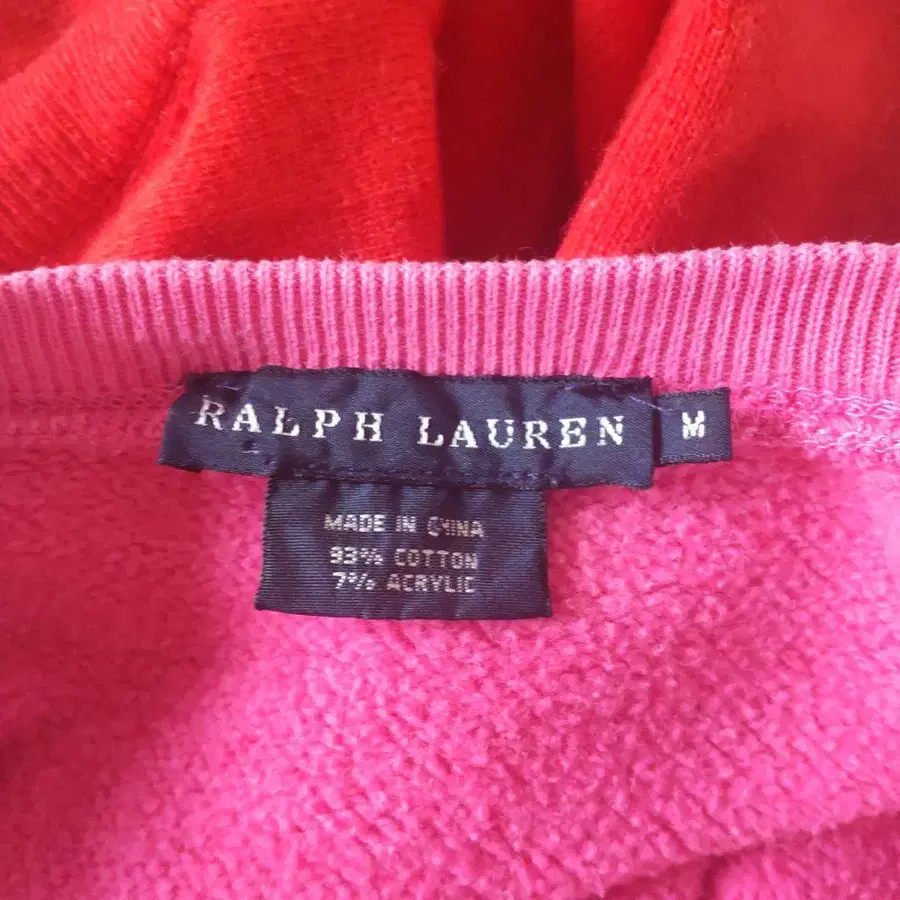 RALPH LAUREN
M
MADE IN CHINA
93% COTTON
7% ACRYLIC